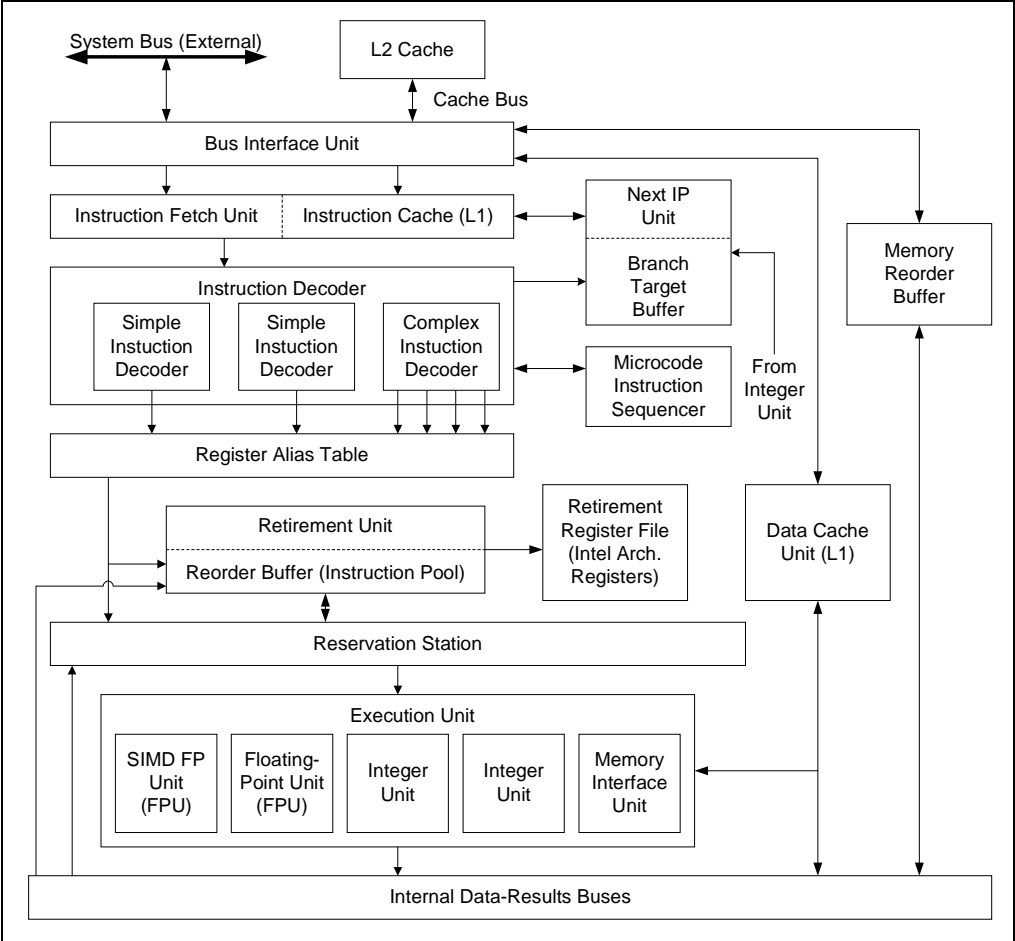 System Bus (External)
L2 Cache
Cache Bus
Bus Interface Unit
Instruction Fetch Unit
Instruction Cache (L1)
Next IP
Unit
Branch
Target
Buffer
Memory
Reorder
Buffer
Instruction Decoder
Simple
Instuction
Decoder
Simple
Instuction
Decoder
Complex
Instuction
Decoder
Microcode
Instruction
Sequencer
From
Integer
Unit
Register Alias Table
Retirement Unit
Reorder Buffer (Instruction Pool)
Retirement
Register File
(Intel Arch.
Registers)
Data Cache
Unit (L1)
Reservation Station
Execution Unit
SIMD FP
Unit
(FPU)
Floating-
Point Unit
(FPU)
Integer
Unit
Integer
Unit
Memory
Interface
Unit
Internal Data-Results Buses